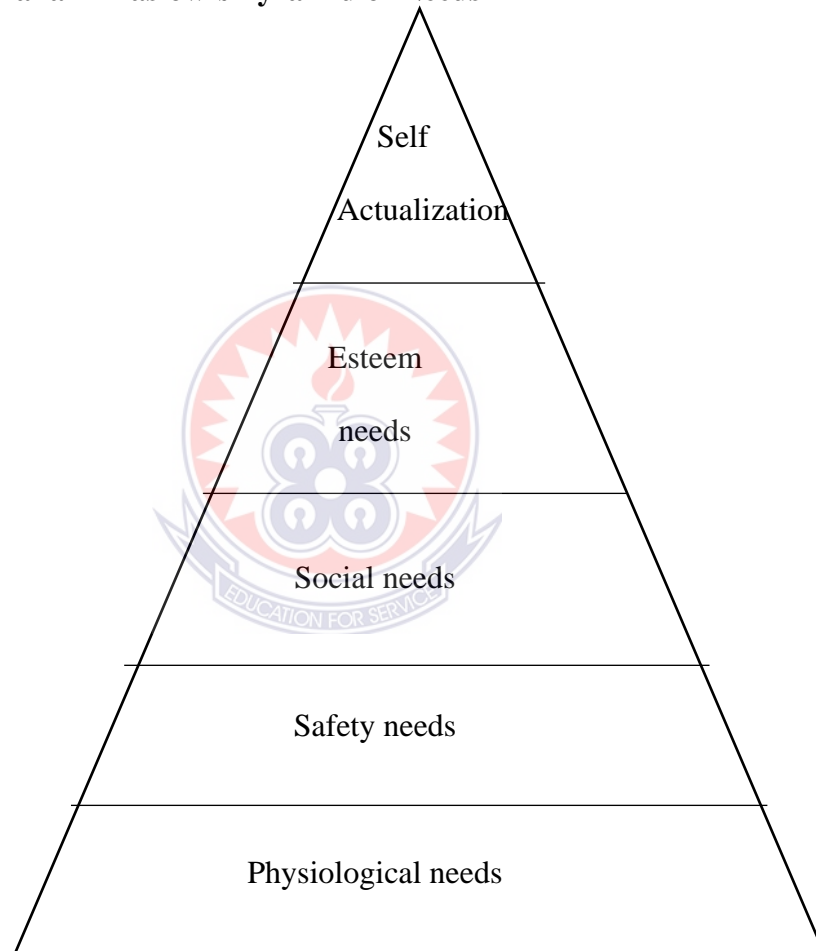 Self
Actualization
Esteem
needs
EDUCATION FOR SERVICE
Social needs
Safety needs
Physiological needs